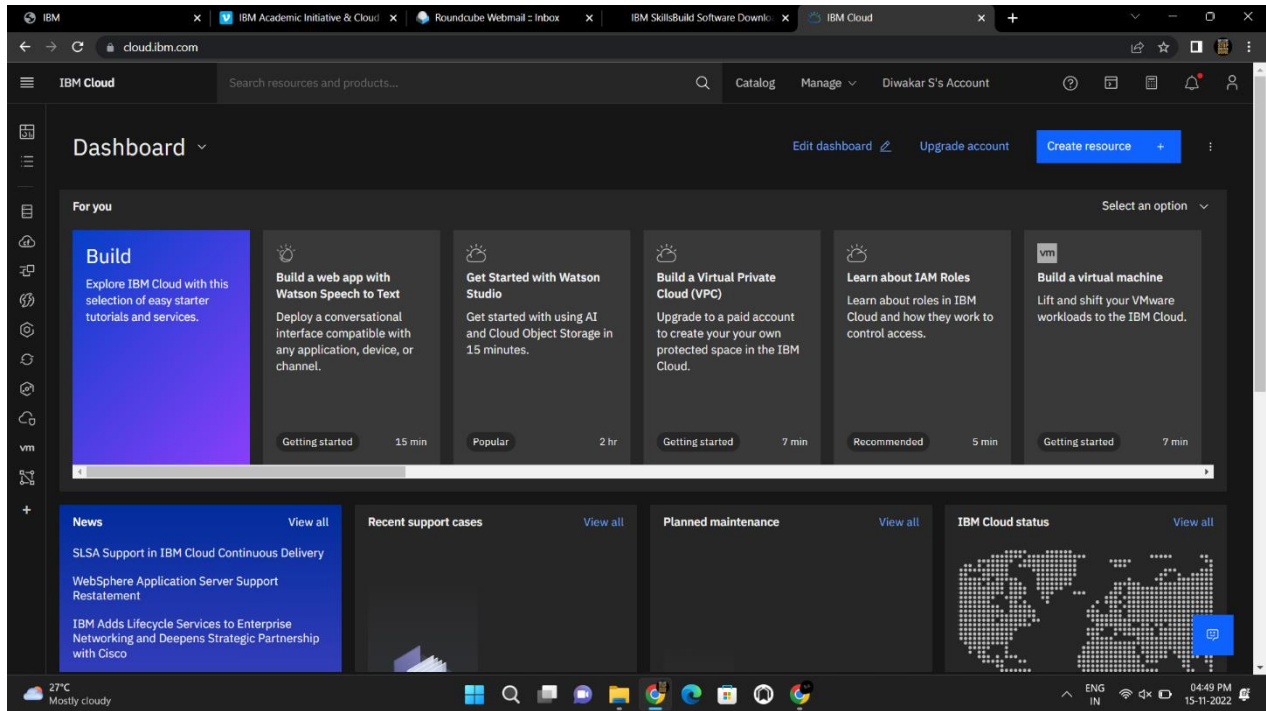 IBM
IBM Academic Initiative & Cloud
Roundcube Webmail :: Inbox
IBM SkillsBuild Software Downlo
IBM Cloud
cloud.ibm.com
IBM Cloud
Search resources and products...
Catalog
Manage
Diwakar S's Account
Dashboard
Edit dashboard
Upgrade account
Create resource +
For you
Select an option
Build
Explore IBM Cloud with this
selection of easy starter
tutorials and services.
Build a web app with
Watson Speech to Text
Deploy a conversational
interface compatible with
any application, device, or
channel.
Getting started
15 min
Get Started with Watson
Studio
Get started with using AI
and Cloud Object Storage in
15 minutes.
Popular
2 hr
Build a Virtual Private
Cloud (VPC)
Upgrade to a paid account
to create your your own
protected space in the IBM
Cloud.
Getting started
7 min
Learn about IAM Roles
Learn about roles in IBM
Cloud and how they work to
control access.
Recommended
5 min
vm
Build a virtual machine
Lift and shift your VMware
workloads to the IBM Cloud.
Getting started
7 min
vm
News
View all
SLSA Support in IBM Cloud Continuous Delivery
WebSphere Application Server Support
Restatement
IBM Adds Lifecycle Services to Enterprise
Networking and Deepens Strategic Partnership
with Cisco
Recent support cases
View all
Planned maintenance
View all
IBM Cloud status
View all
27°C
Mostly cloudy
ENG
IN
04:49 PM
15-11-2022